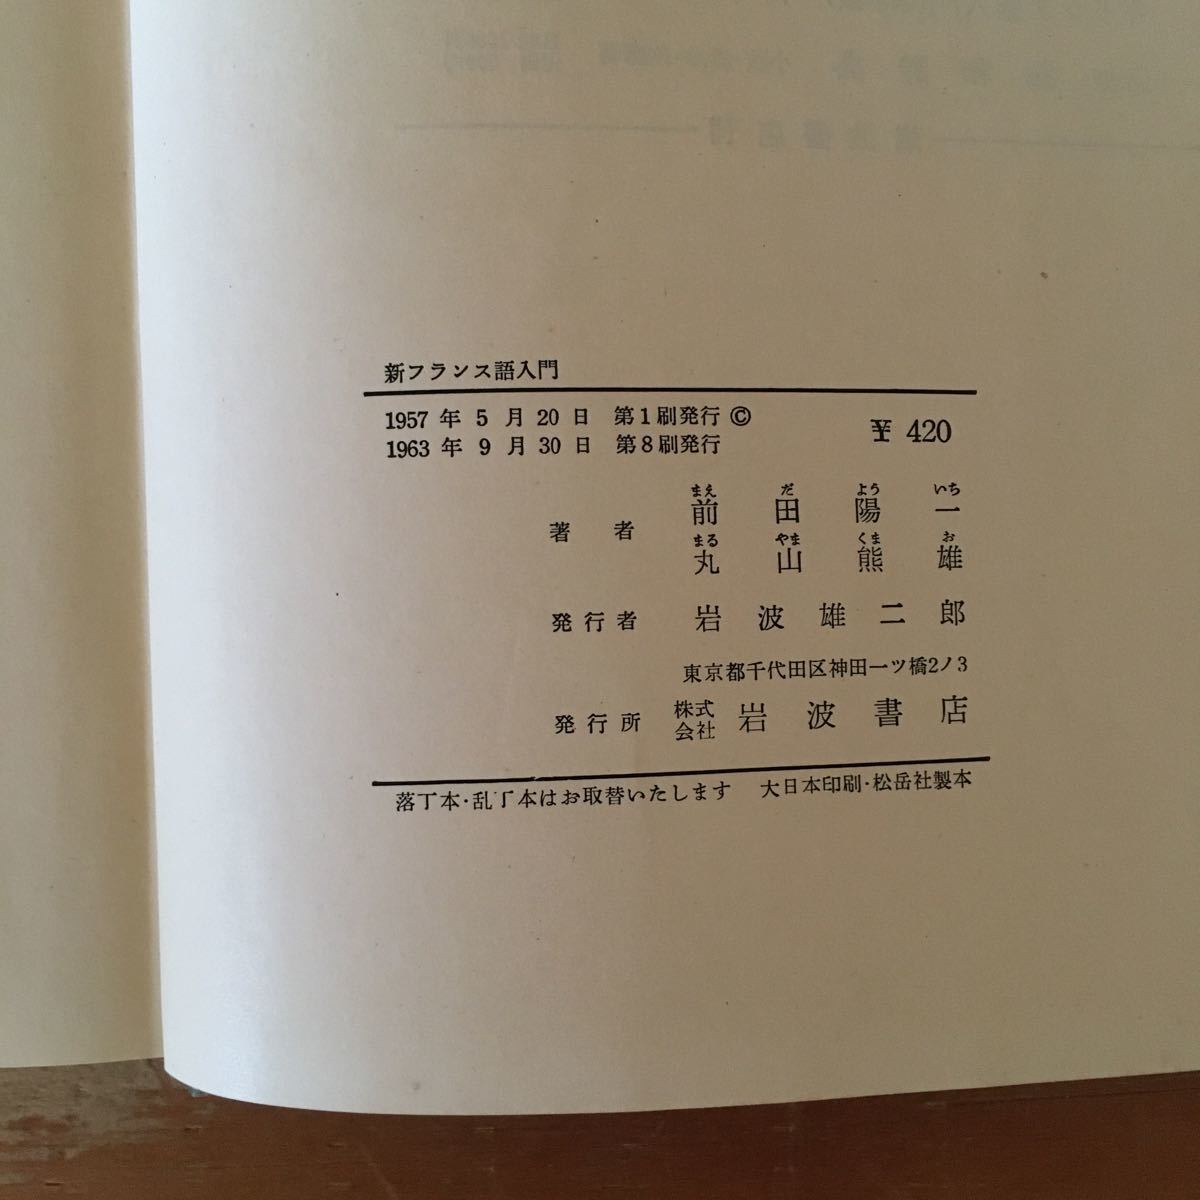 新フランス語入門
1957 年 5 月 20 日 第1刷発行 ©
1963 年 9 月 30 日 第8刷発行
¥ 420
まえ だ よう いち
著者 前田陽一
まる やま くま お
丸山熊雄
発行者 岩波雄二郎
東京都千代田区神田一ツ橋2ノ3
発行所 株式会社 岩波書店
落丁本・乱丁本はお取替いたします 大日本印刷・松岳社製本